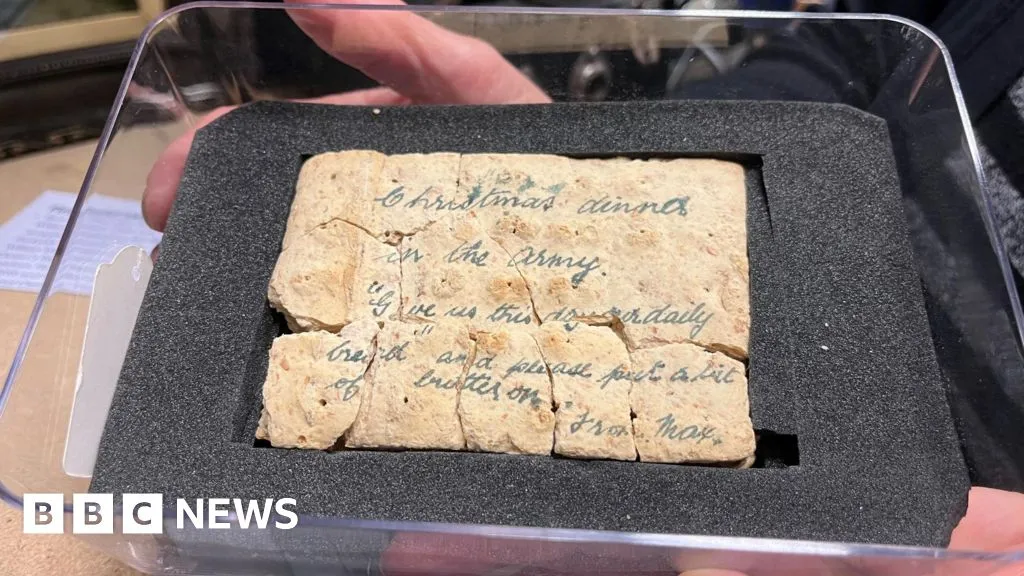 Christmas dinner
in the army.
"Give us this day our daily
bread" and please put a bit
of butter on.
From Max.
BBC NEWS